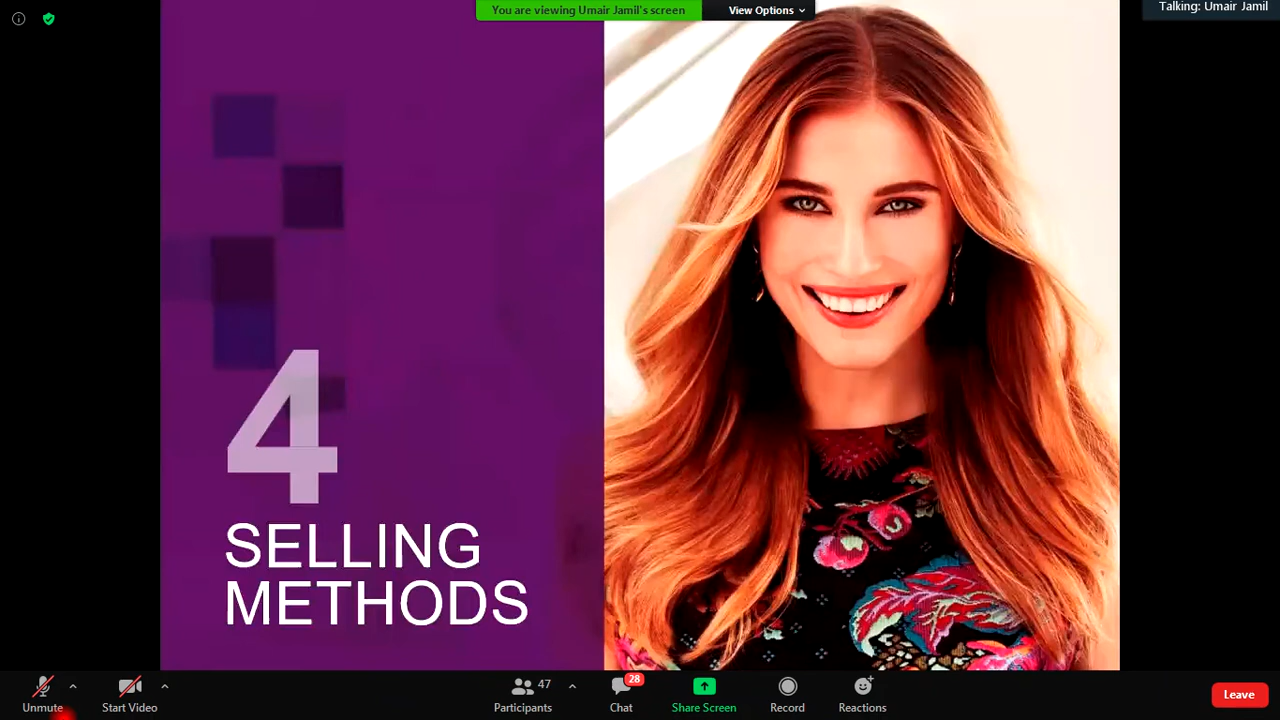 You are viewing Umair Jamil's screen
View Options
Talking: Umair Jamil
4
SELLING
METHODS
Unmute
Start Video
47
Participants
28
Chat
Share Screen
Record
Reactions
Leave